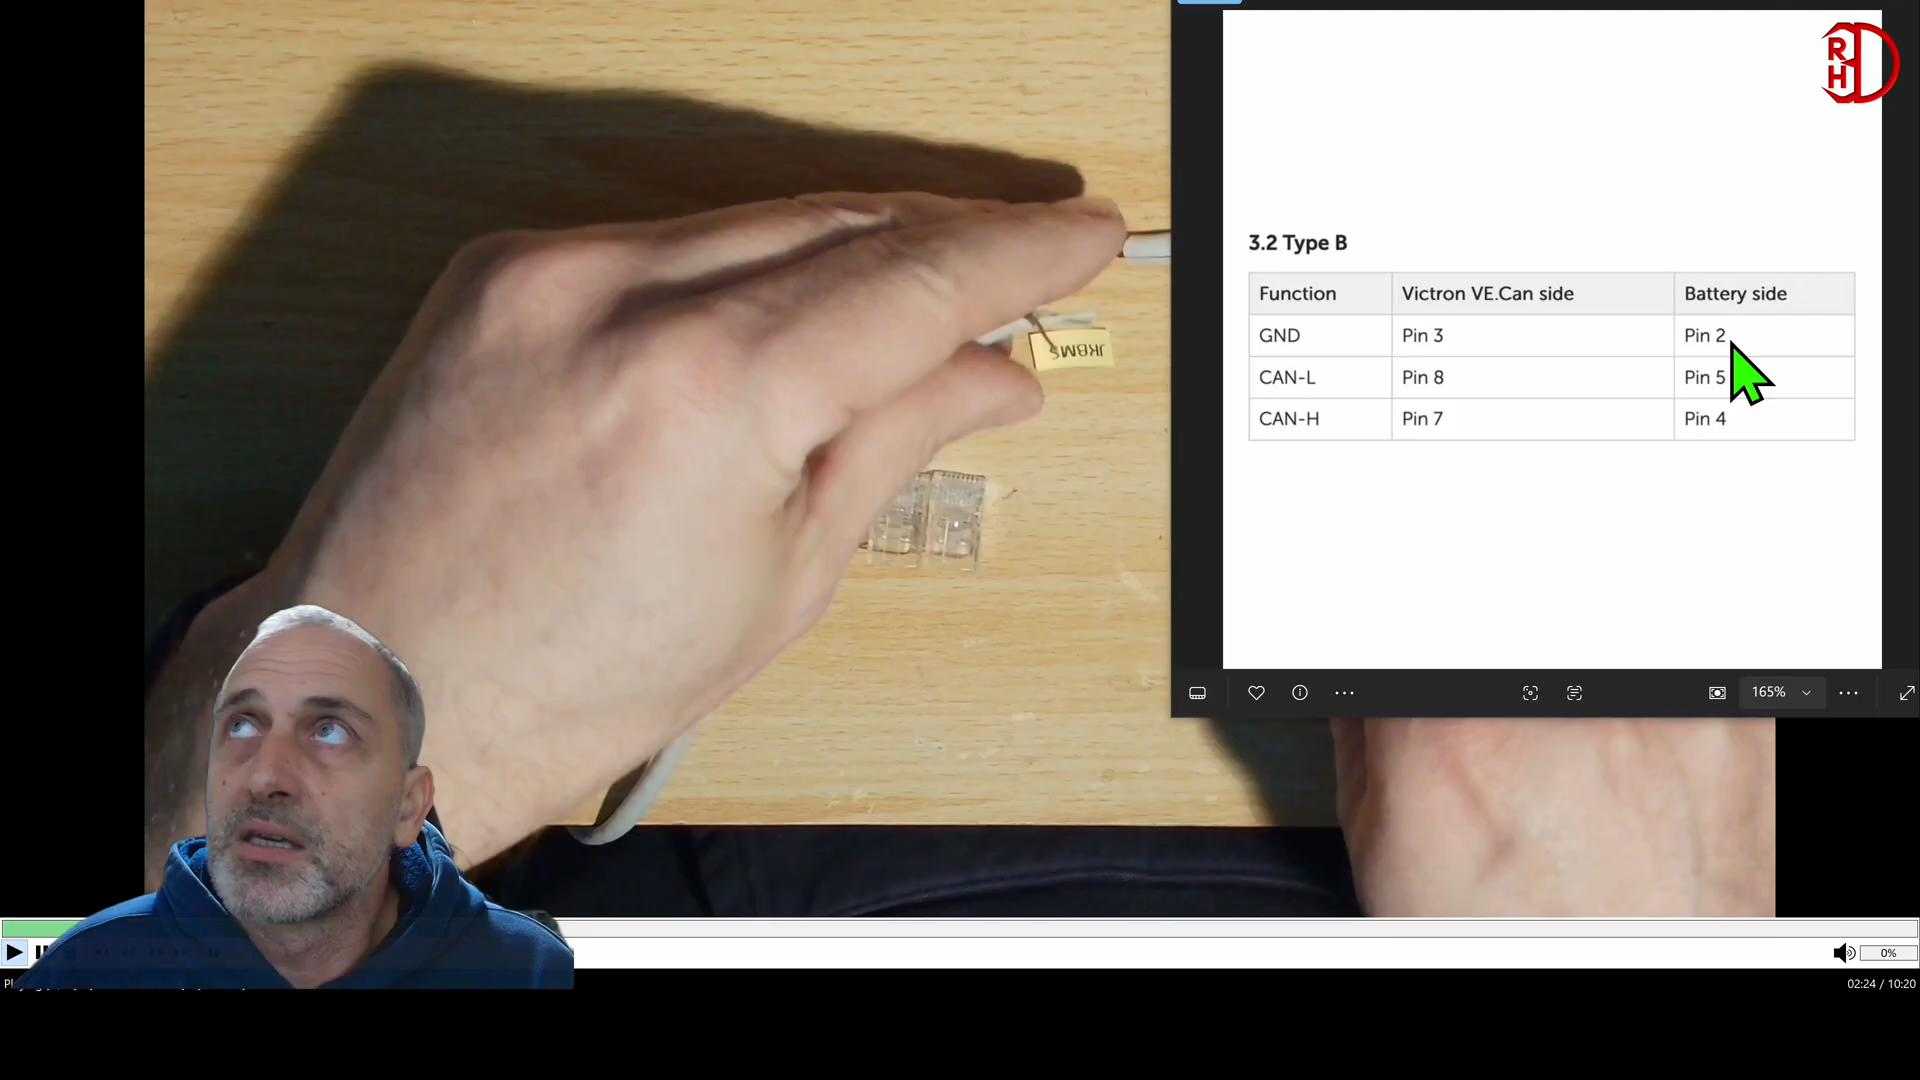 RHD
3.2 Type B
Function Victron VE.Can side Battery side
GND Pin 3 Pin 2
CAN-L Pin 8 Pin 5
CAN-H Pin 7 Pin 4
JKBMS
165%
0%
02:24 / 10:20